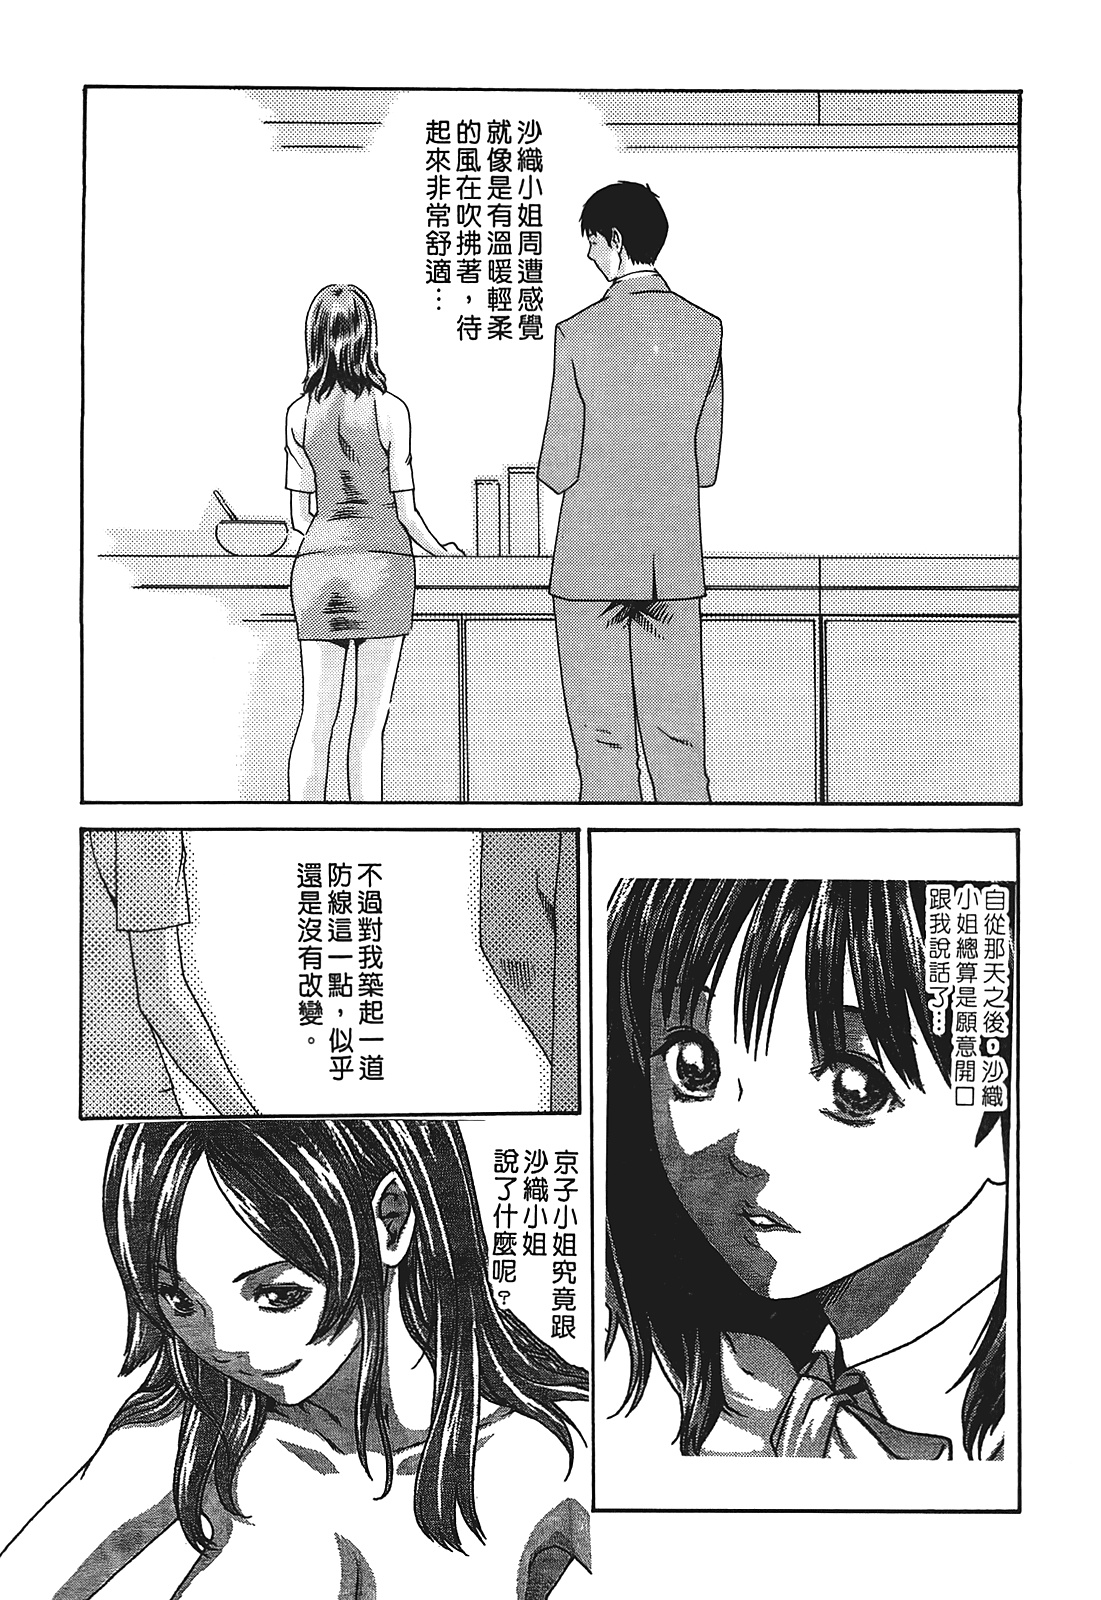 沙織小姐周遭感覺
就像是有溫暖輕柔
的風在吹拂著，待
起來非常舒適…
自從那天之後，沙織
小姐總算是願意開口
跟我說話了…
不過對我築起一道
防線這一點，似乎
還是沒有改變。
京子小姐究竟跟
沙織小姐
說了什麼呢？